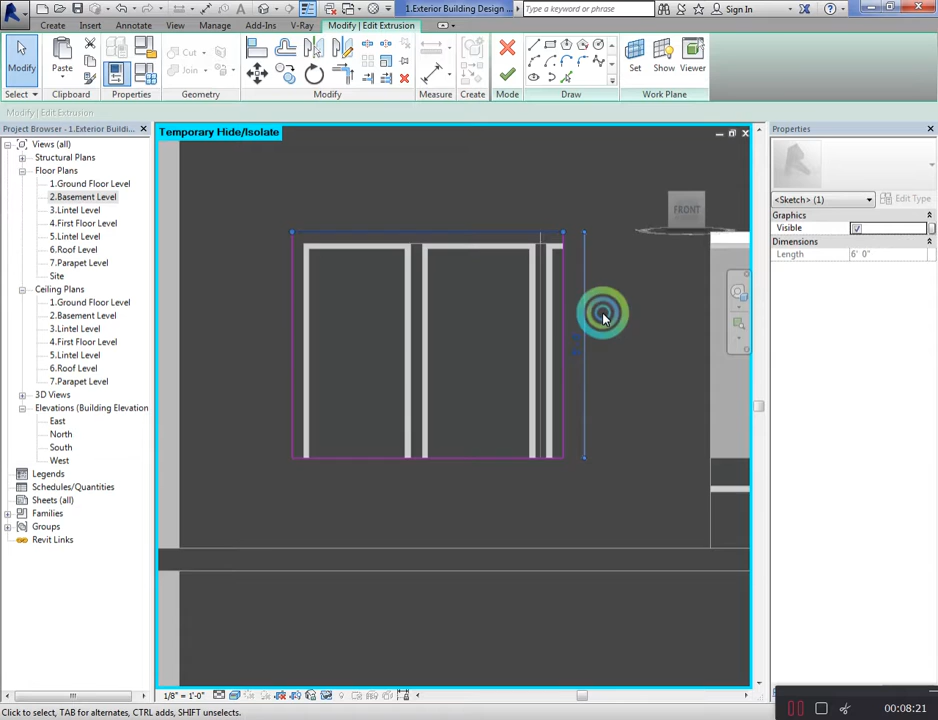 1.Exterior Building Design ...
Type a keyword or phrase
Sign In
Create
Insert
Annotate
View
Manage
Add-Ins
V-Ray
Modify | Edit Extrusion
Modify
Paste
Cut
Join
Set
Show
Viewer
Select
Clipboard
Properties
Geometry
Modify
Measure
Create
Mode
Draw
Work Plane
Modify | Edit Extrusion
Project Browser - 1.Exterior Buildi...
Views (all)
Structural Plans
Floor Plans
1.Ground Floor Level
2.Basement Level
3.Lintel Level
4.First Floor Level
5.Lintel Level
6.Roof Level
7.Parapet Level
Site
Ceiling Plans
1.Ground Floor Level
2.Basement Level
3.Lintel Level
4.First Floor Level
5.Lintel Level
6.Roof Level
7.Parapet Level
3D Views
Elevations (Building Elevation
East
North
South
West
Legends
Schedules/Quantities
Sheets (all)
Families
Groups
Revit Links
Temporary Hide/Isolate
FRONT
Properties
<Sketch> (1)
Edit Type
Graphics
Visible
Dimensions
Length 6' 0"
1/8" = 1'-0"
Click to select, TAB for alternates, CTRL adds, SHIFT unselects.
00:08:21